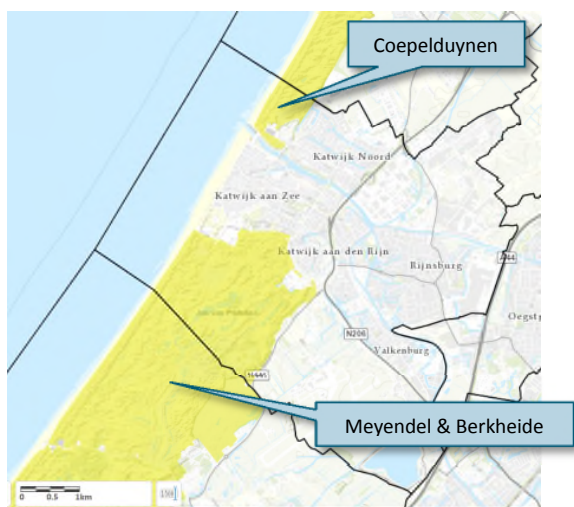 Coepelduynen
Katwijk Noord
Katwijk aan Zee
Katwijk aan den Rijn
Rijnsburg
A44
Oegstg
N206
Valkenburg
N441
Meyendel & Berkheide
0 0.5 1km